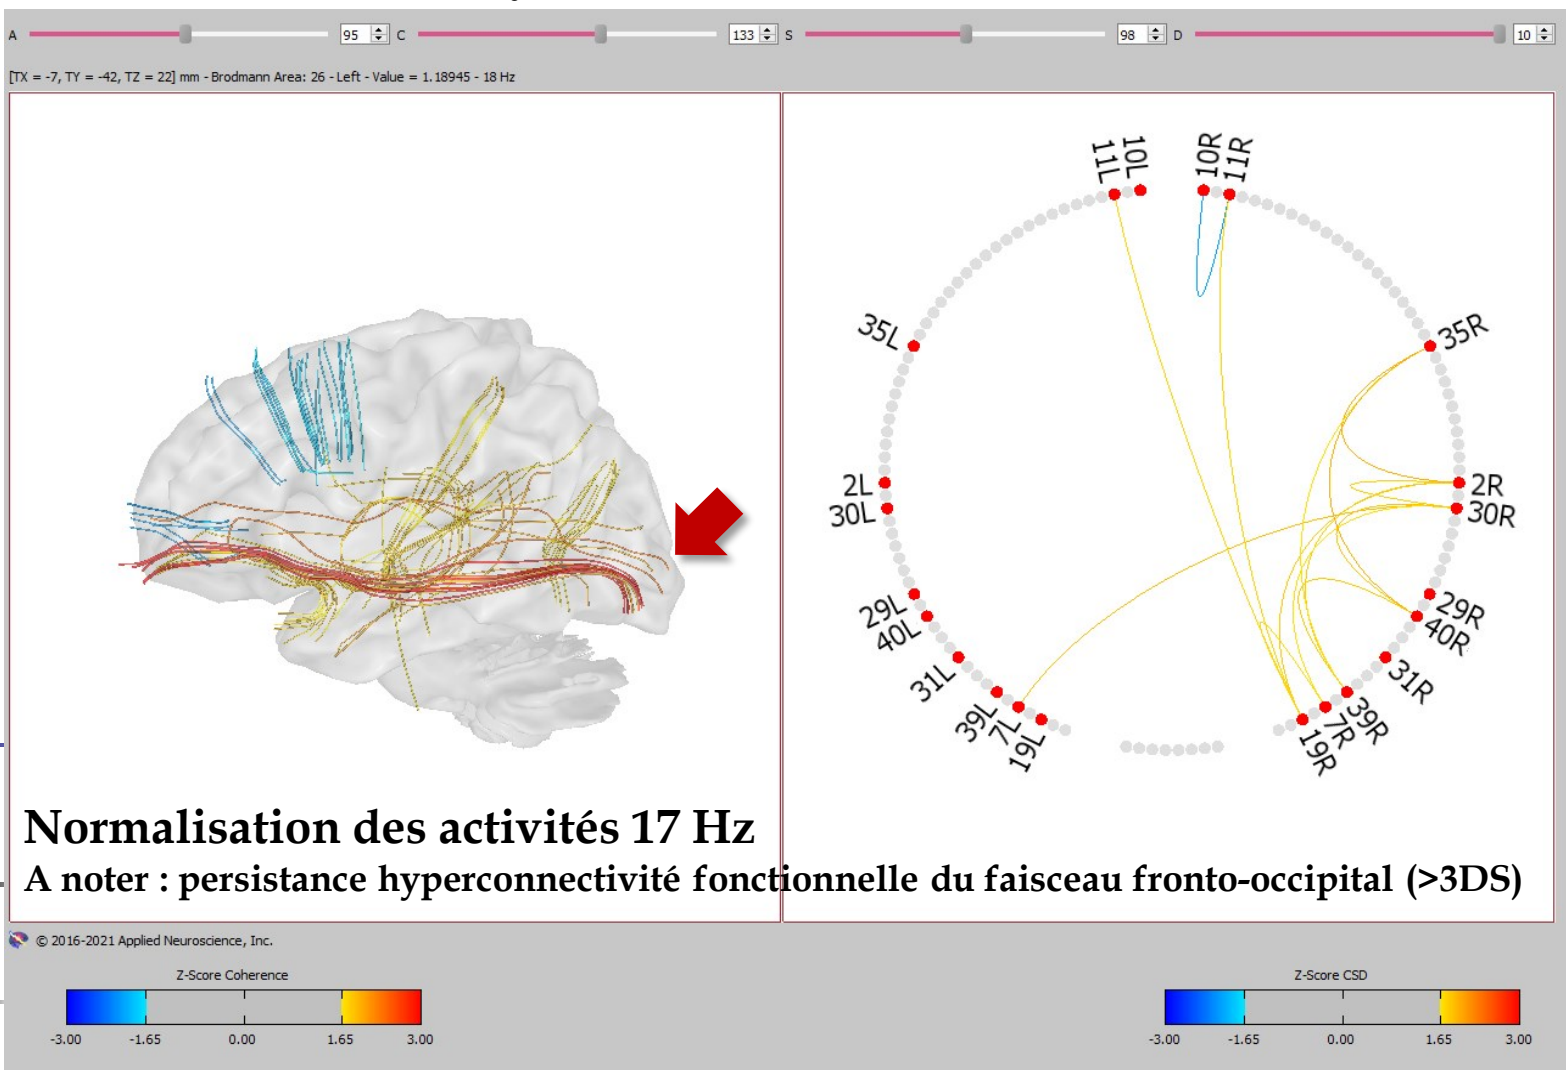 A 95 C 133 S 98 D 10
[TX = -7, TY = -42, TZ = 22] mm - Brodmann Area: 26 - Left - Value = 1.18945 - 18 Hz
11L 10L 10R 11R
35L 35R
2L 2R
30L 30R
29L 29R
40L 40R
31L 31R
39L 39R
7L 7R
19L 19R
Normalisation des activités 17 Hz
A noter : persistance hyperconnectivité fonctionnelle du faisceau fronto-occipital (>3DS)
© 2016-2021 Applied Neuroscience, Inc.
Z-Score Coherence
-3.00 -1.65 0.00 1.65 3.00
Z-Score CSD
-3.00 -1.65 0.00 1.65 3.00